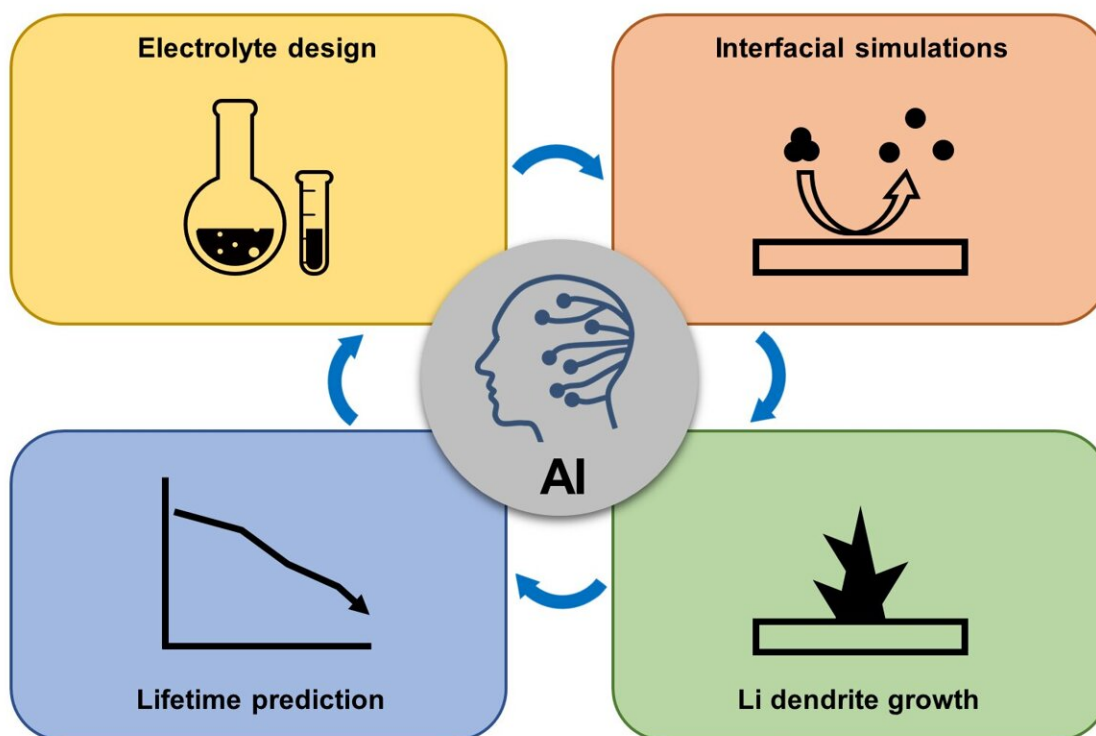 Electrolyte design
Interfacial simulations
AI
Lifetime prediction
Li dendrite growth